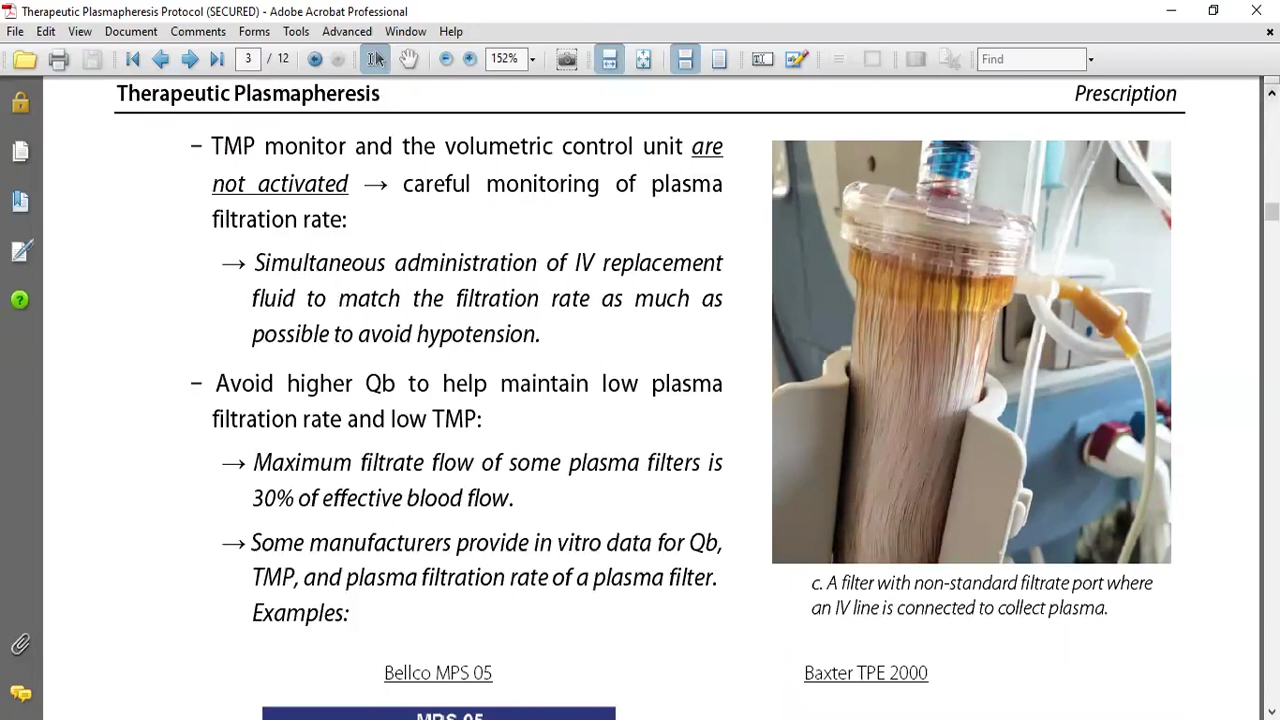 Therapeutic Plasmapheresis Protocol (SECURED) - Adobe Acrobat Professional
File Edit View Document Comments Forms Tools Advanced Window Help
3 / 12 152% Find
Therapeutic Plasmapheresis Prescription
− TMP monitor and the volumetric control unit are
not activated → careful monitoring of plasma
filtration rate:
→ Simultaneous administration of IV replacement
fluid to match the filtration rate as much as
possible to avoid hypotension.
− Avoid higher Qb to help maintain low plasma
filtration rate and low TMP:
→ Maximum filtrate flow of some plasma filters is
30% of effective blood flow.
→ Some manufacturers provide in vitro data for Qb,
TMP, and plasma filtration rate of a plasma filter.
Examples:
c. A filter with non-standard filtrate port where
an IV line is connected to collect plasma.
Bellco MPS 05 Baxter TPE 2000
MPS 05